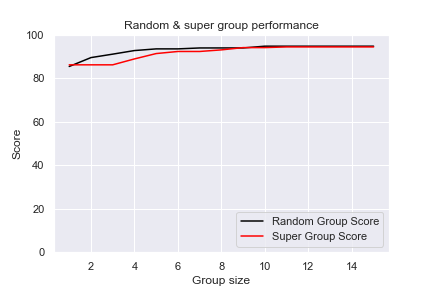 Random & super group performance
100
80
60
40
20
0
Score
2 4 6 8 10 12 14
Group size
Random Group Score
Super Group Score